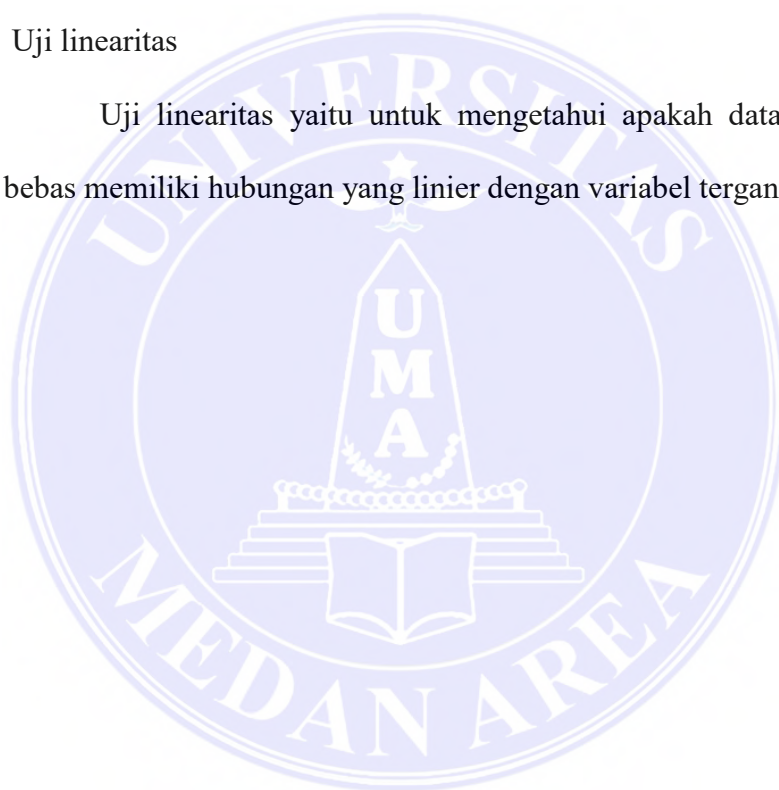 Uji linearitas
Uji linearitas yaitu untuk mengetahui apakah data
bebas memiliki hubungan yang linier dengan variabel tergan
UNIVERSITAS
UMA
MEDAN AREA